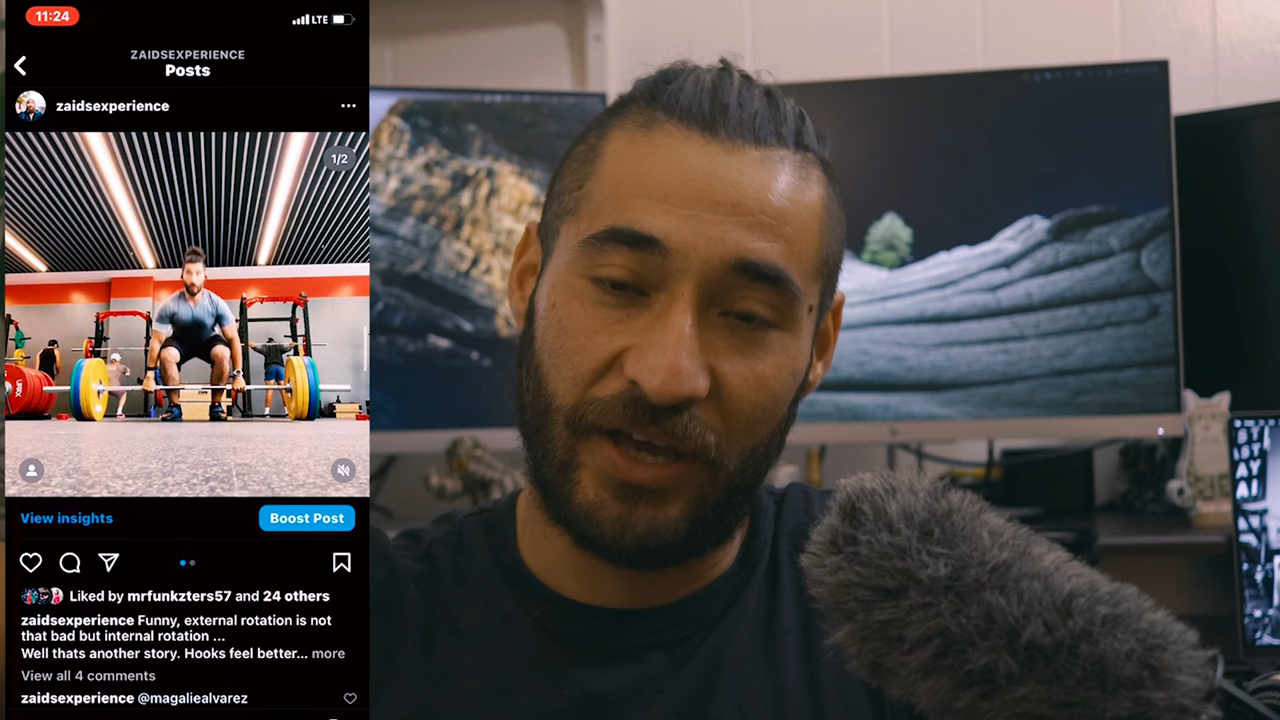 11:24
LTE
ZAIDSEXPERIENCE
Posts
zaidsexperience
1/2
View insights
Boost Post
Liked by mrfunkzters57 and 24 others
zaidsexperience Funny, external rotation is not
that bad but internal rotation ...
Well thats another story. Hooks feel better... more
View all 4 comments
zaidsexperience @magaliealvarez